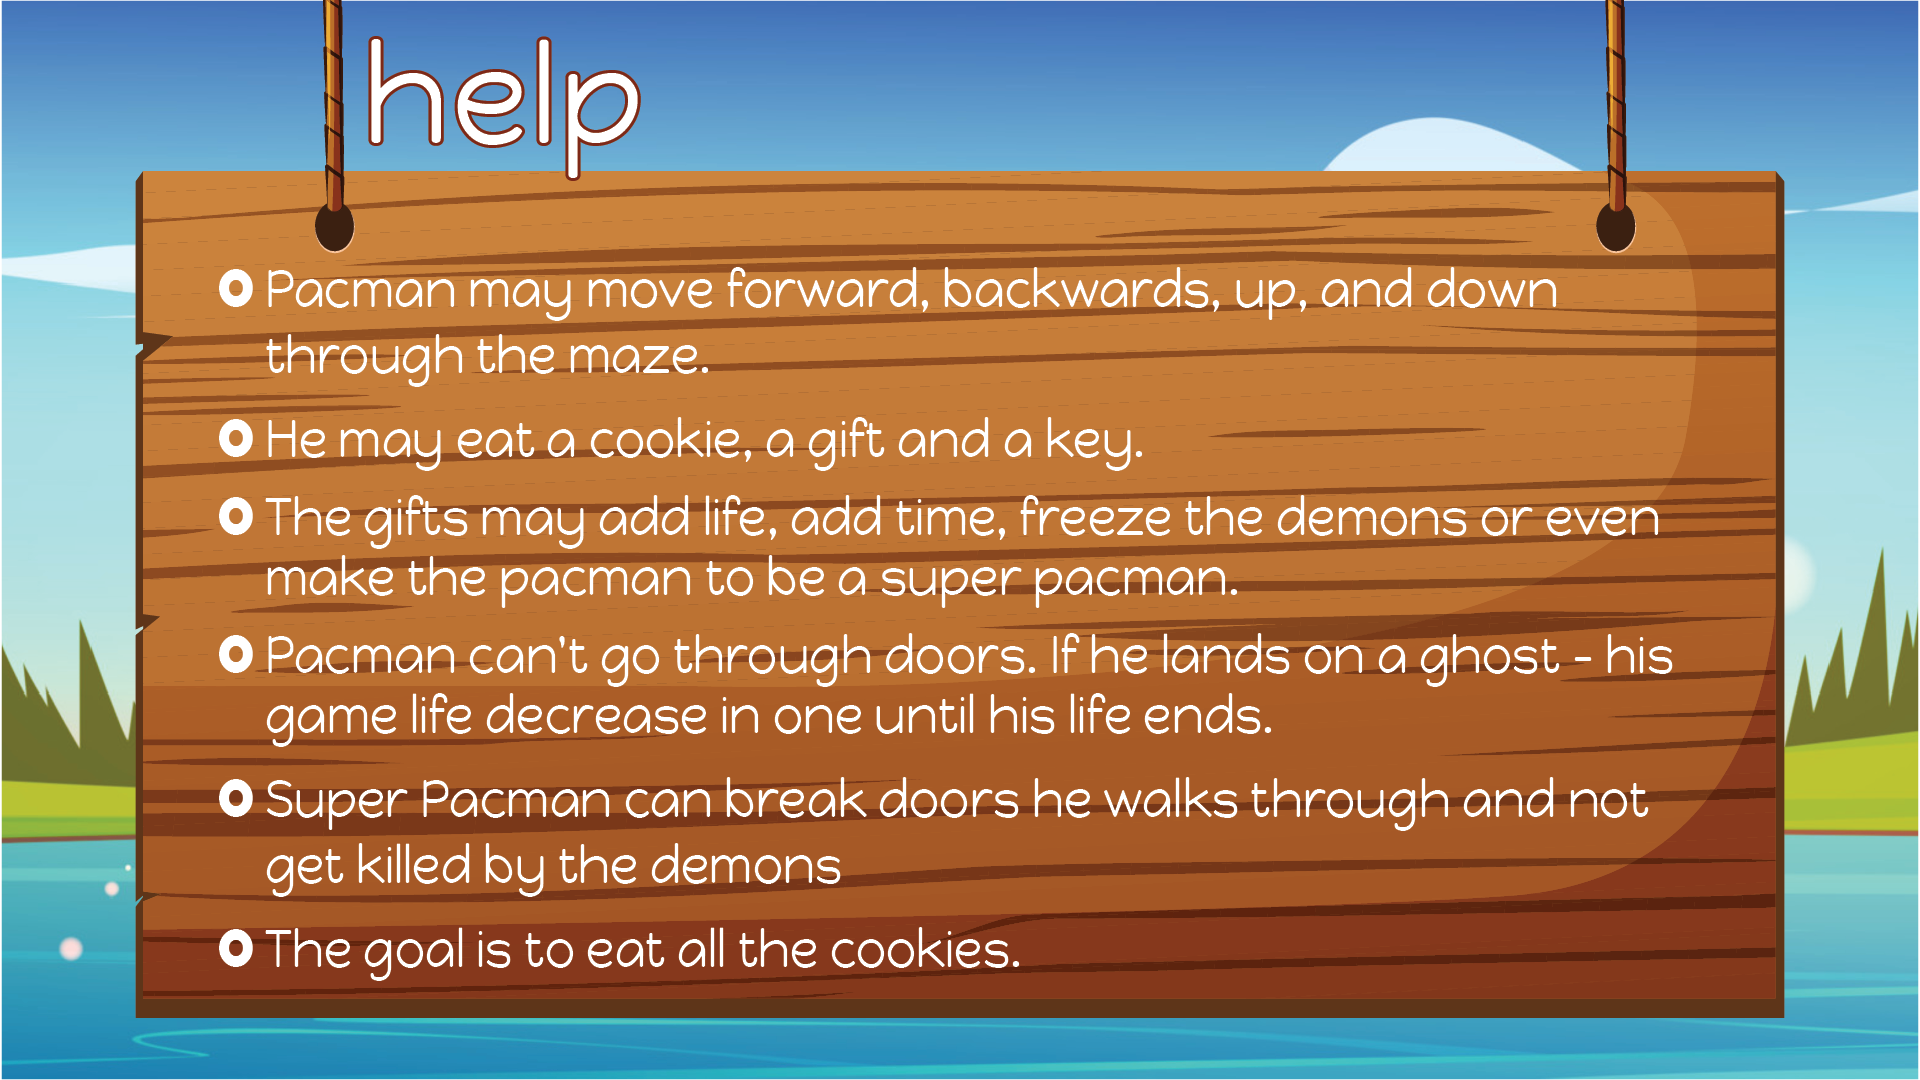 help
Pacman may move forward, backwards, up, and down
through the maze.
He may eat a cookie, a gift and a key.
The gifts may add life, add time, freeze the demons or even
make the pacman to be a super pacman.
Pacman can't go through doors. If he lands on a ghost - his
game life decrease in one until his life ends.
Super Pacman can break doors he walks through and not
get killed by the demons
The goal is to eat all the cookies.